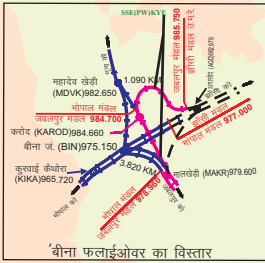 SSE(PW)KYE
जबलपुर मंडल 985.750
झाँसी मंडल उ.म.रे.
महादेव खेड़ी
(MDVK)982.650
1.090 KM
भोपाल मंडल
984.700
जबलपुर मंडल
करोद (KAROD)
984.660
बीना जं. (BIN)975.150
झाँसी मंडल
भोपाल मंडल 977.000
कुरवाई कैथोरा
(KIKA)965.720
3.820 KM
मालखेड़ी (MAKR)979.600
भोपाल मंडल
जबलपुर मंडल 978.960
भोपाल को
'बीना फ्लाईओवर का विस्तार